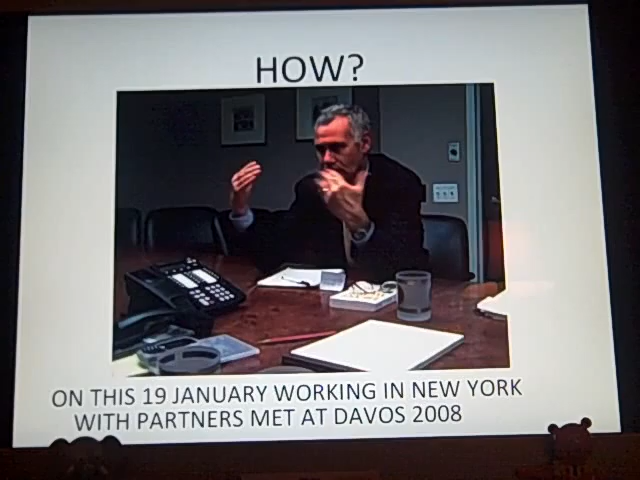 HOW?
ON THIS 19 JANUARY WORKING IN NEW YORK
WITH PARTNERS MET AT DAVOS 2008